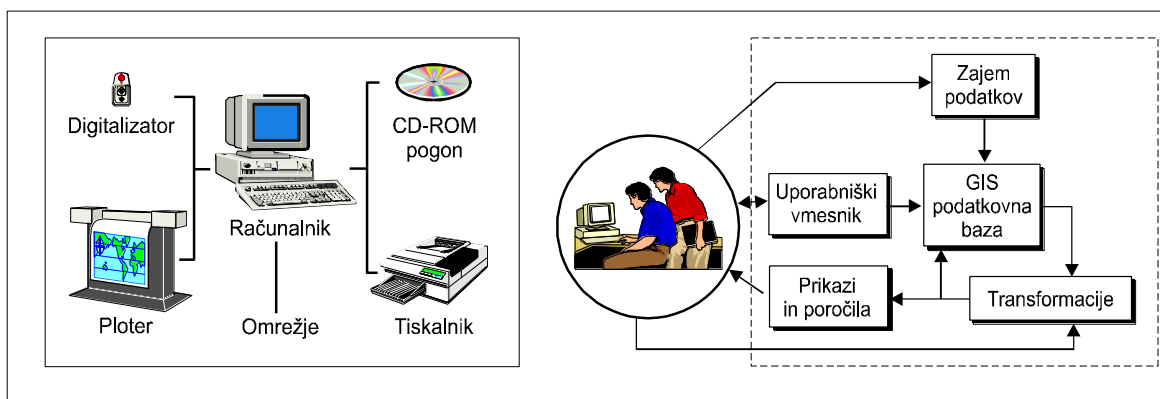 Digitalizator
CD-ROM
pogon
Računalnik
Ploter
Omrežje
Tiskalnik
Zajem
podatkov
Uporabniški
vmesnik
GIS
podatkovna
baza
Prikazi
in poročila
Transformacije